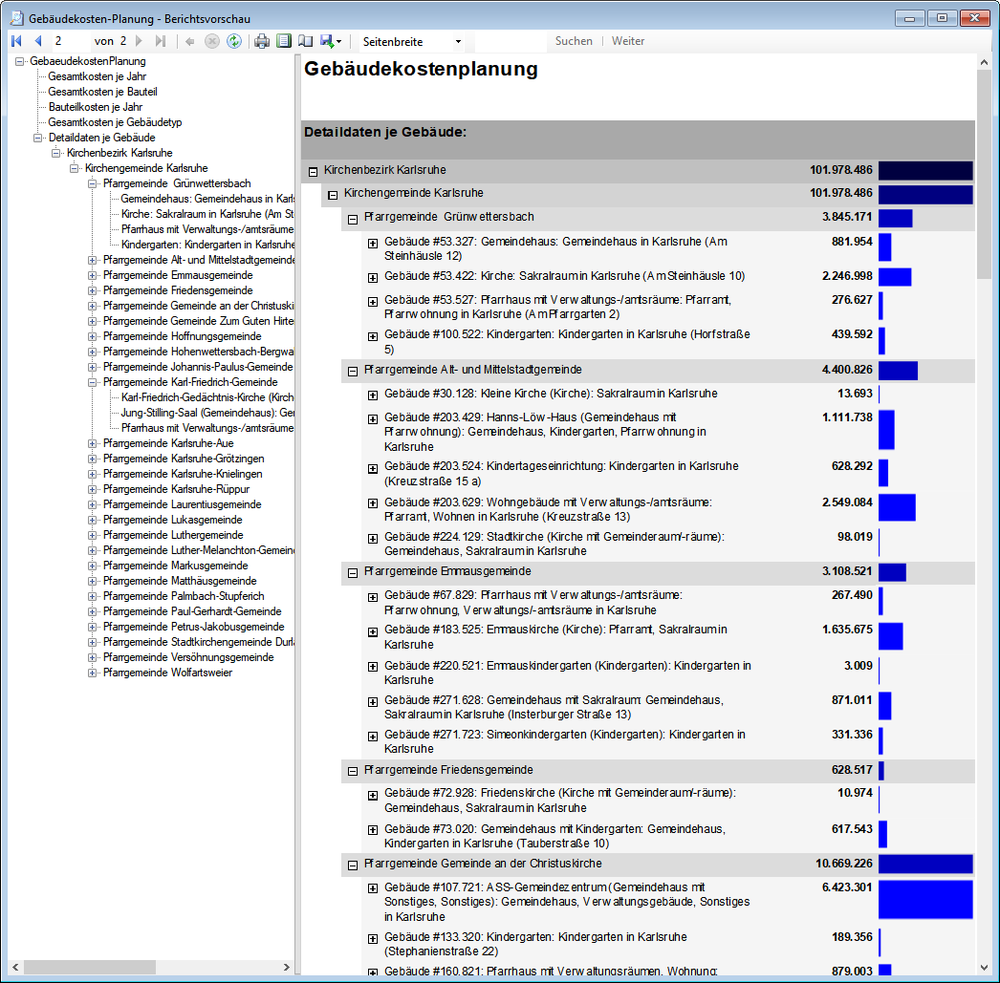 Gebäudekosten-Planung - Berichtsvorschau
2 von 2 Seitenbreite Suchen | Weiter
GebaeudekostenPlanung
Gesamtkosten je Jahr
Gesamtkosten je Bauteil
Bauteilkosten je Jahr
Gesamtkosten je Gebäudetyp
Detaildaten je Gebäude
Kirchenbezirk Karlsruhe
Kirchengemeinde Karlsruhe
Pfarrgemeinde Grünwettersbach
Gemeindehaus: Gemeindehaus in Karls
Kirche: Sakralraum in Karlsruhe (Am St
Pfarrhaus mit Verwaltungs-/amtsräume
Kindergarten: Kindergarten in Karlsruhe
Pfarrgemeinde Alt- und Mittelstadtgemeinde
Pfarrgemeinde Emmausgemeinde
Pfarrgemeinde Friedensgemeinde
Pfarrgemeinde Gemeinde an der Christuski
Pfarrgemeinde Gemeinde Zum Guten Hirte
Pfarrgemeinde Hoffnungsgemeinde
Pfarrgemeinde Hohenwettersbach-Bergwa
Pfarrgemeinde Johannis-Paulus-Gemeinde
Pfarrgemeinde Karl-Friedrich-Gemeinde
Karl-Friedrich-Gedächtnis-Kirche (Kirch
Jung-Stilling-Saal (Gemeindehaus): Ger
Pfarrhaus mit Verwaltungs-/amtsräume
Pfarrgemeinde Karlsruhe-Aue
Pfarrgemeinde Karlsruhe-Grötzingen
Pfarrgemeinde Karlsruhe-Knielingen
Pfarrgemeinde Karlsruhe-Rüppur
Pfarrgemeinde Laurentiusgemeinde
Pfarrgemeinde Lukasgemeinde
Pfarrgemeinde Luthergemeinde
Pfarrgemeinde Luther-Melanchton-Gemein
Pfarrgemeinde Markusgemeinde
Pfarrgemeinde Matthäusgemeinde
Pfarrgemeinde Palmbach-Stupferich
Pfarrgemeinde Paul-Gerhardt-Gemeinde
Pfarrgemeinde Petrus-Jakobusgemeinde
Pfarrgemeinde Stadtkirchengemeinde Durla
Pfarrgemeinde Versöhnungsgemeinde
Pfarrgemeinde Wolfartsweier
Gebäudekostenplanung
Detaildaten je Gebäude:
Kirchenbezirk Karlsruhe 101.978.486
Kirchengemeinde Karlsruhe 101.978.486
Pfarrgemeinde Grünwettersbach 3.845.171
Gebäude #53.327: Gemeindehaus: Gemeindehaus in Karlsruhe (Am 881.954
Steinhäusle 12)
Gebäude #53.422: Kirche: Sakralraum in Karlsruhe (Am Steinhäusle 10) 2.246.998
Gebäude #53.527: Pfarrhaus mit Verwaltungs-/amtsräume: Pfarramt, 276.627
Pfarrwohnung in Karlsruhe (Am Pfarrgarten 2)
Gebäude #100.522: Kindergarten: Kindergarten in Karlsruhe (Horfstraße 439.592
5)
Pfarrgemeinde Alt- und Mittelstadtgemeinde 4.400.826
Gebäude #30.128: Kleine Kirche (Kirche): Sakralraum in Karlsruhe 13.693
Gebäude #203.429: Hanns-Löw-Haus (Gemeindehaus mit 1.111.738
Pfarrwohnung): Gemeindehaus, Kindergarten, Pfarrwohnung in
Karlsruhe
Gebäude #203.524: Kindertageseinrichtung: Kindergarten in Karlsruhe 628.292
(Kreuzstraße 15 a)
Gebäude #203.629: Wohngebäude mit Verwaltungs-/amtsräume: 2.549.084
Pfarramt, Wohnen in Karlsruhe (Kreuzstraße 13)
Gebäude #224.129: Stadtkirche (Kirche mit Gemeinderaum/-räume): 98.019
Gemeindehaus, Sakralraum in Karlsruhe
Pfarrgemeinde Emmausgemeinde 3.108.521
Gebäude #67.829: Pfarrhaus mit Verwaltungs-/amtsräume: 267.490
Pfarrwohnung, Verwaltungs/-amtsräume in Karlsruhe
Gebäude #183.525: Emmauskirche (Kirche): Pfarramt, Sakralraum in 1.635.675
Karlsruhe
Gebäude #220.521: Emmauskindergarten (Kindergarten): Kindergarten in 3.009
Karlsruhe
Gebäude #271.628: Gemeindehaus mit Sakralraum: Gemeindehaus, 871.011
Sakralraum in Karlsruhe (Insterburger Straße 13)
Gebäude #271.723: Simeonkindergarten (Kindergarten): Kindergarten in 331.336
Karlsruhe
Pfarrgemeinde Friedensgemeinde 628.517
Gebäude #72.928: Friedenskirche (Kirche mit Gemeinderaum/-räume): 10.974
Gemeindehaus, Sakralraum in Karlsruhe
Gebäude #73.020: Gemeindehaus mit Kindergarten: Gemeindehaus, 617.543
Kindergarten in Karlsruhe (Tauberstraße 10)
Pfarrgemeinde Gemeinde an der Christuskirche 10.669.226
Gebäude #107.721: ASS-Gemeindezentrum (Gemeindehaus mit 6.423.301
Sonstiges, Sonstiges): Gemeindehaus, Verwaltungsgebäude, Sonstiges
in Karlsruhe
Gebäude #133.320: Kindergarten: Kindergarten in Karlsruhe 189.356
(Stephanienstraße 22)
Gebäude #160.821: Pfarrhaus mit Verwaltungsräumen, Wohnung: 879.003